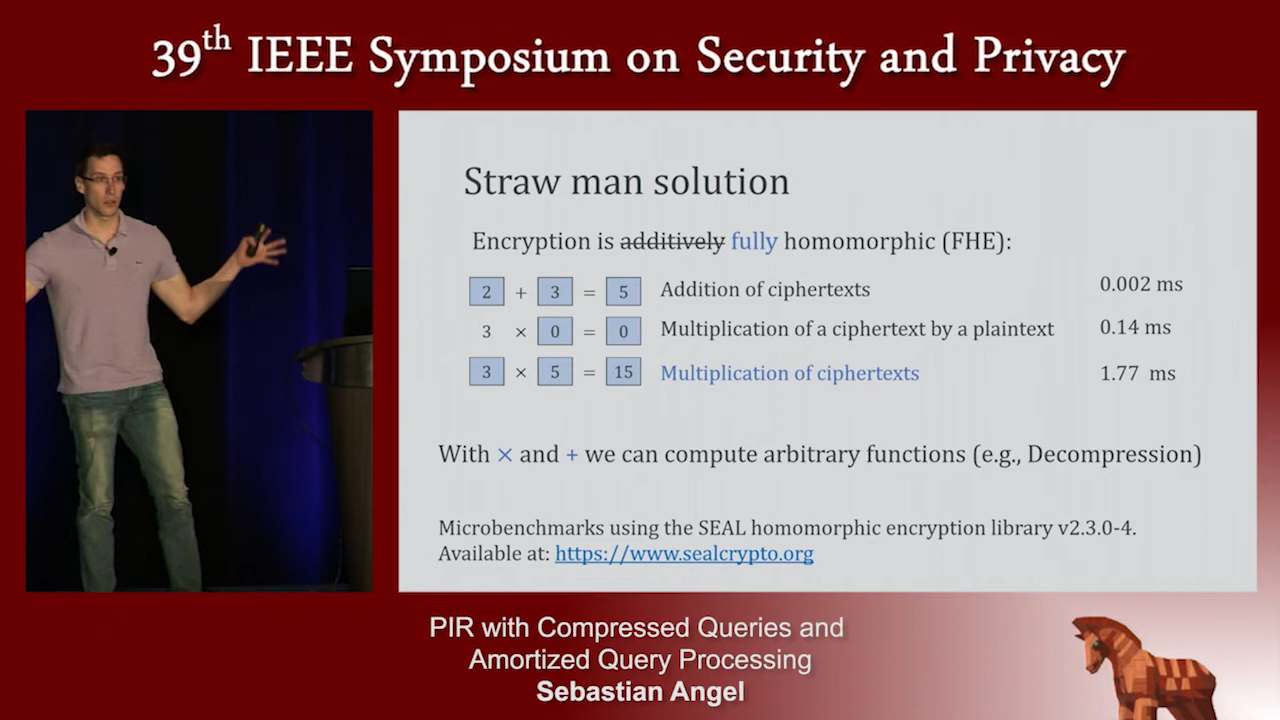 39th IEEE Symposium on Security and Privacy
Straw man solution
Encryption is additively fully homomorphic (FHE):
2 + 3 = 5 Addition of ciphertexts 0.002 ms
3 × 0 = 0 Multiplication of a ciphertext by a plaintext 0.14 ms
3 × 5 = 15 Multiplication of ciphertexts 1.77 ms
With × and + we can compute arbitrary functions (e.g., Decompression)
Microbenchmarks using the SEAL homomorphic encryption library v2.3.0-4.
Available at: https://www.sealcrypto.org
PIR with Compressed Queries and
Amortized Query Processing
Sebastian Angel